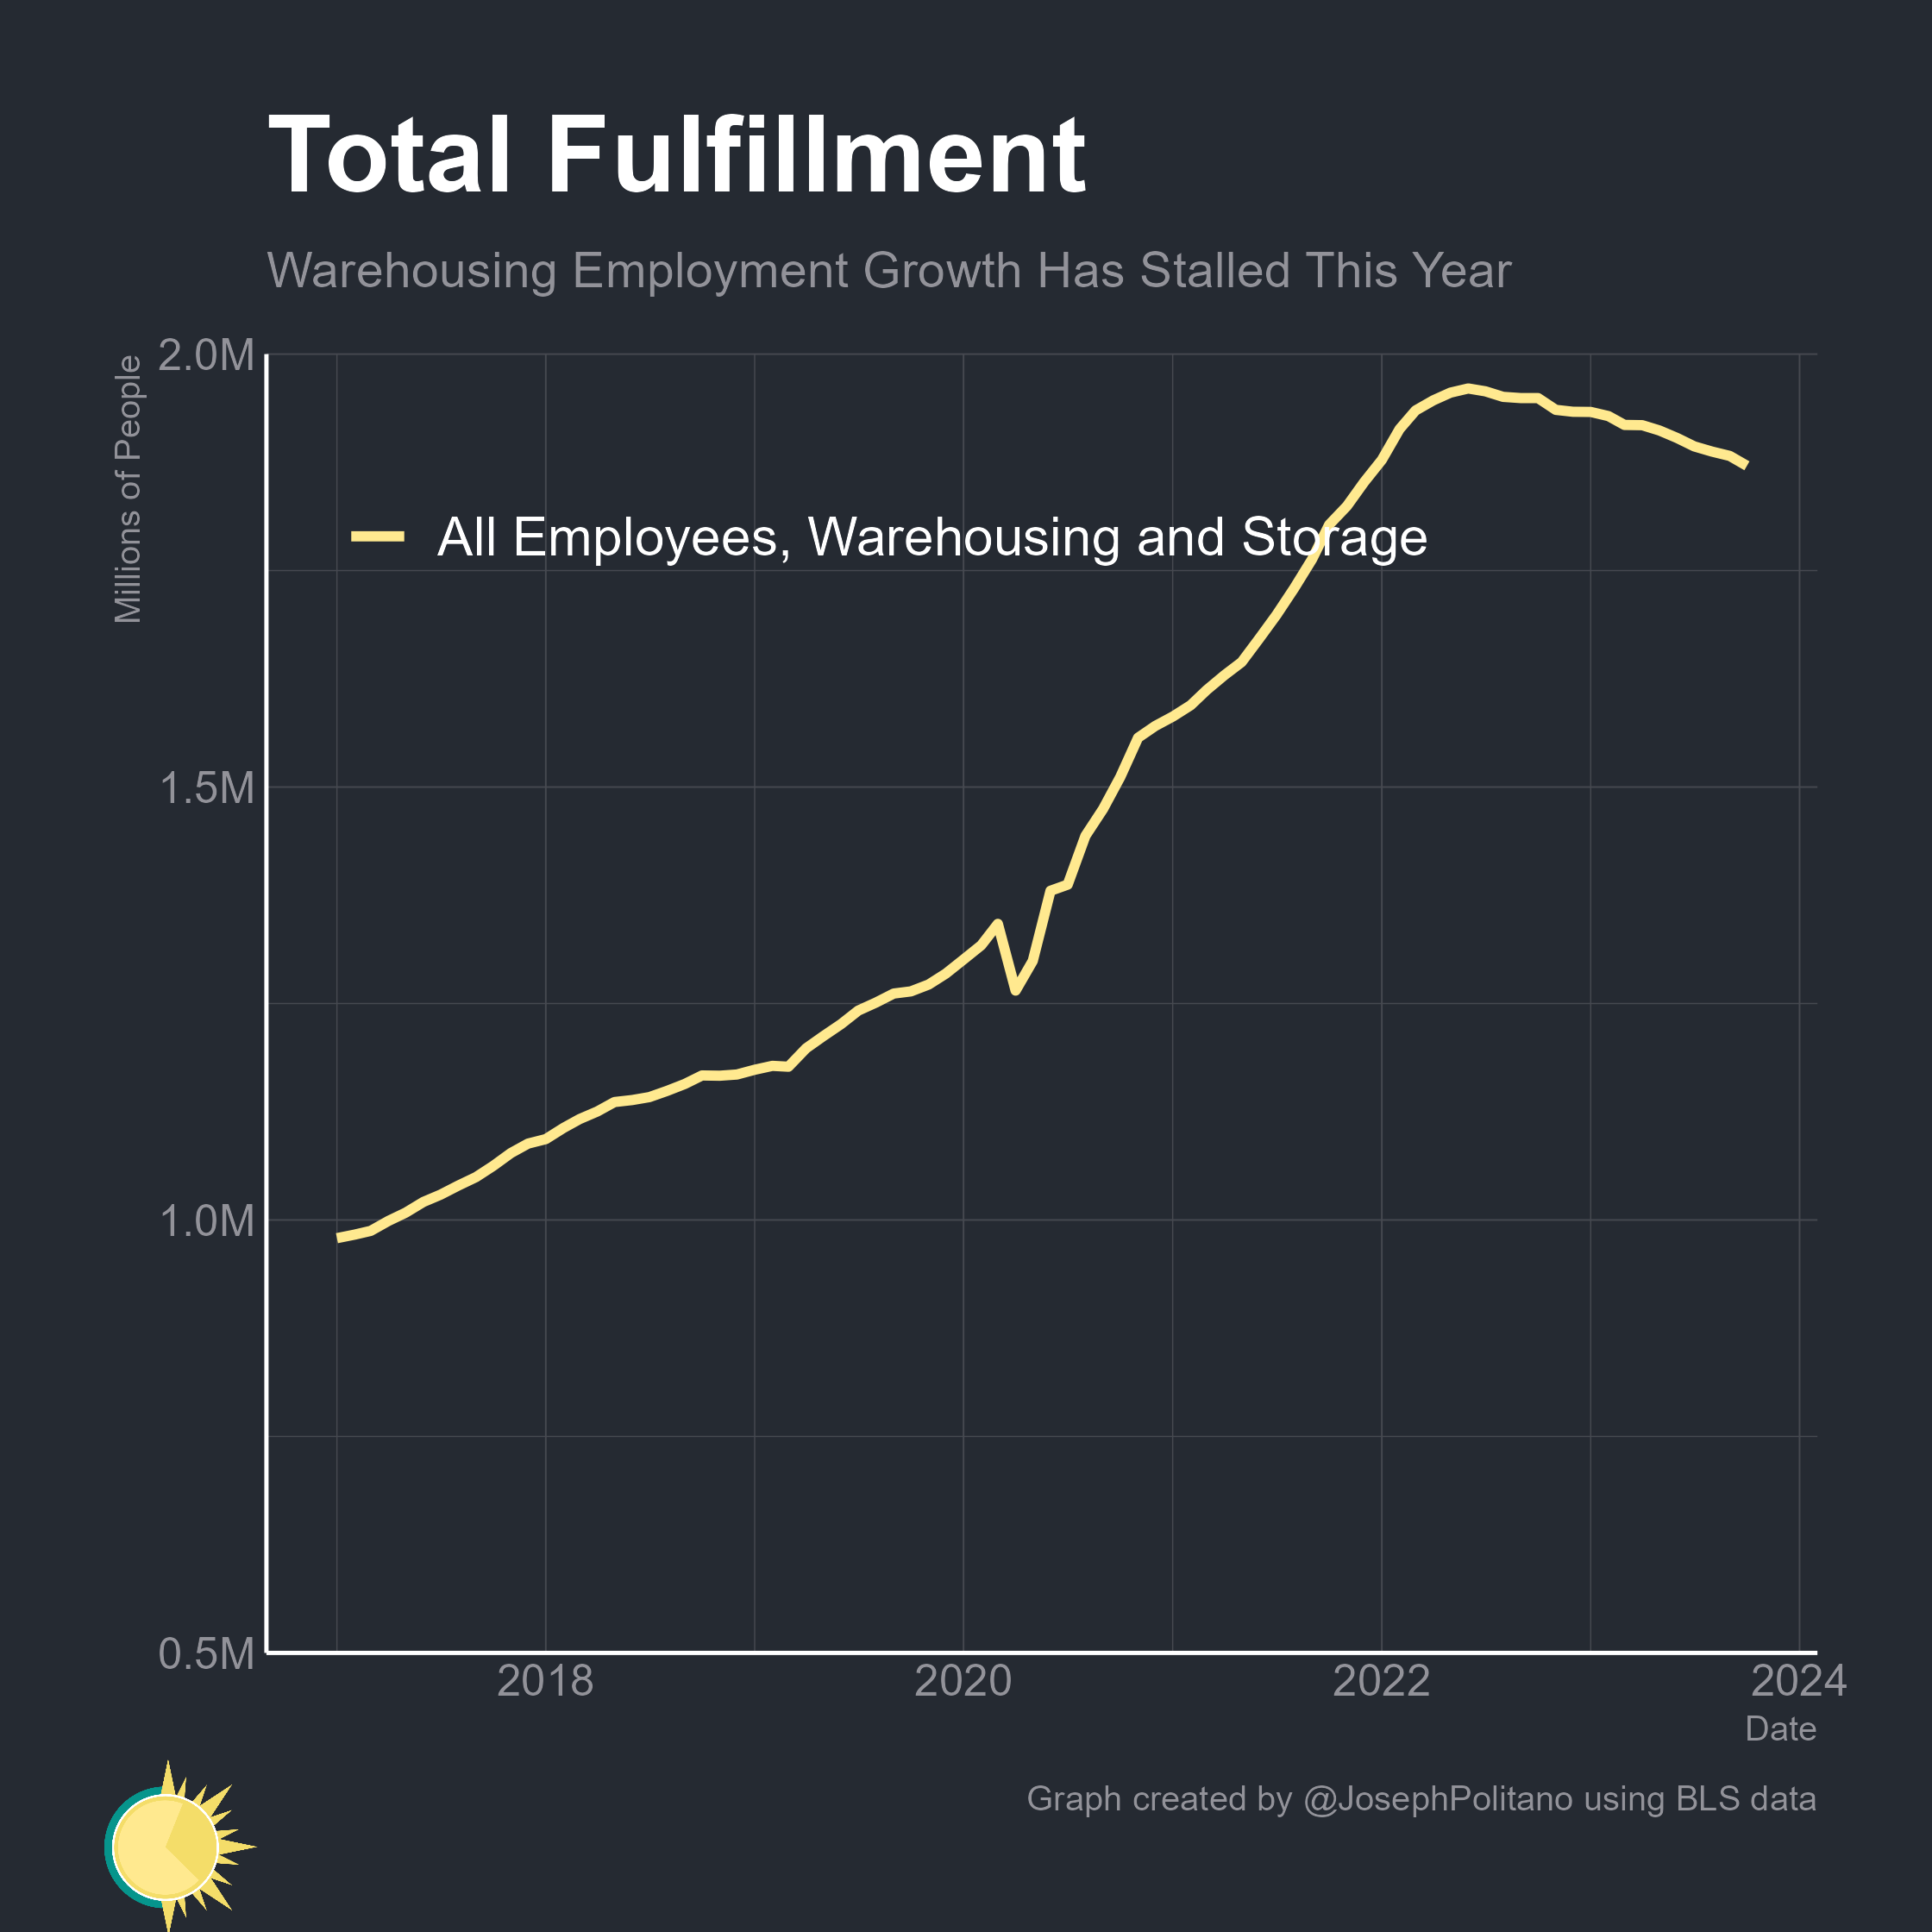 Total Fulfillment
Warehousing Employment Growth Has Stalled This Year
Millions of People
2.0M
All Employees, Warehousing and Storage
1.5M
1.0M
0.5M
2018 2020 2022 2024
Date
Graph created by @JosephPolitano using BLS data